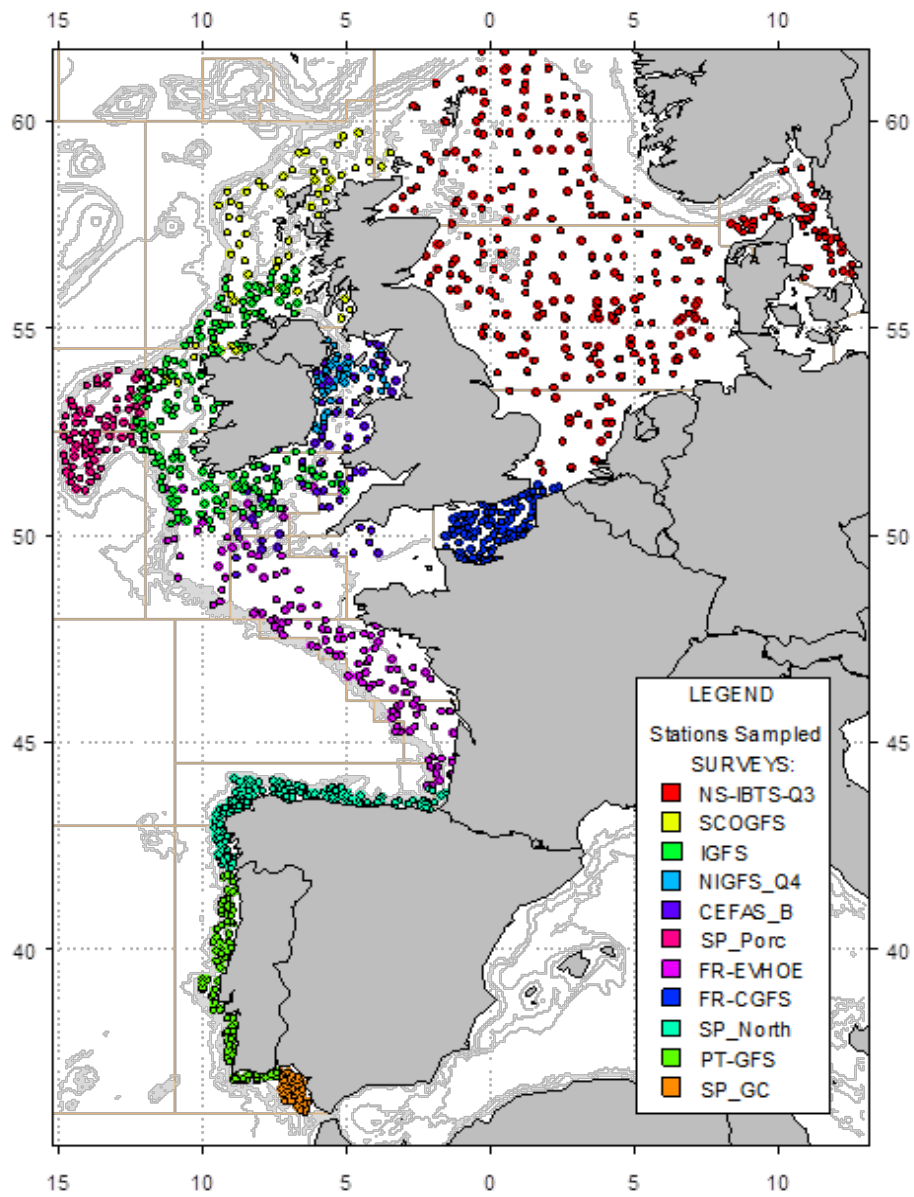 15 10 5 0 5 10
60 60
55 55
50 50
45 45
40 40
LEGEND
Stations Sampled
SURVEYS:
NS-IBTS-Q3
SCOGFS
IGFS
NIGFS_Q4
CEFAS_B
SP_Porc
FR-EVHOE
FR-CGFS
SP_North
PT-GFS
SP_GC
15 10 5 0 5 10